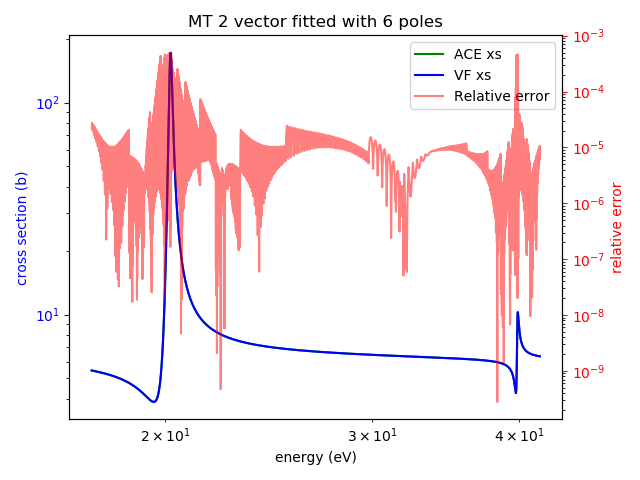 MT 2 vector fitted with 6 poles
ACE xs
VF xs
Relative error
cross section (b)
10²
10¹
relative error
10⁻³
10⁻⁴
10⁻⁵
10⁻⁶
10⁻⁷
10⁻⁸
10⁻⁹
2 × 10¹
3 × 10¹
4 × 10¹
energy (eV)